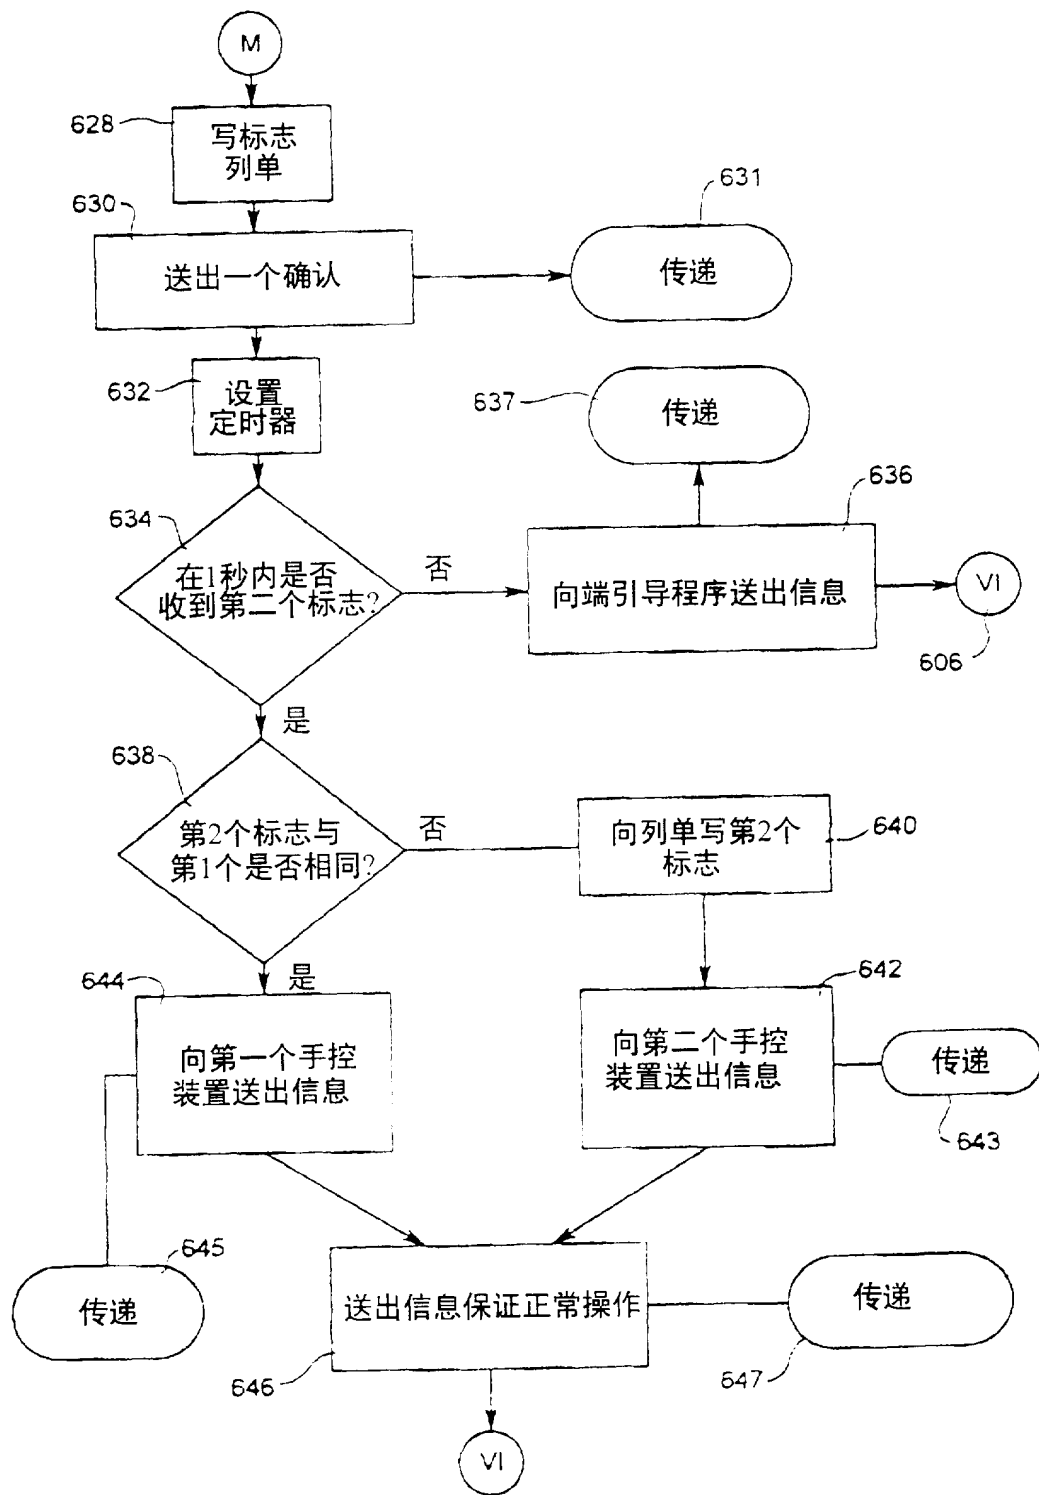 M
628
写标志
列单
630
送出一个确认
631
传递
632
设置
定时器
637
传递
634
在1秒内是否
收到第二个标志?
否
636
向端引导程序送出信息
VI
606
是
638
第2个标志与
第1个是否相同?
否
向列单写第2个
标志
640
是
644
向第一个手控
装置送出信息
642
向第二个手控
装置送出信息
传递
643
645
传递
送出信息保证正常操作
646
传递
647
VI